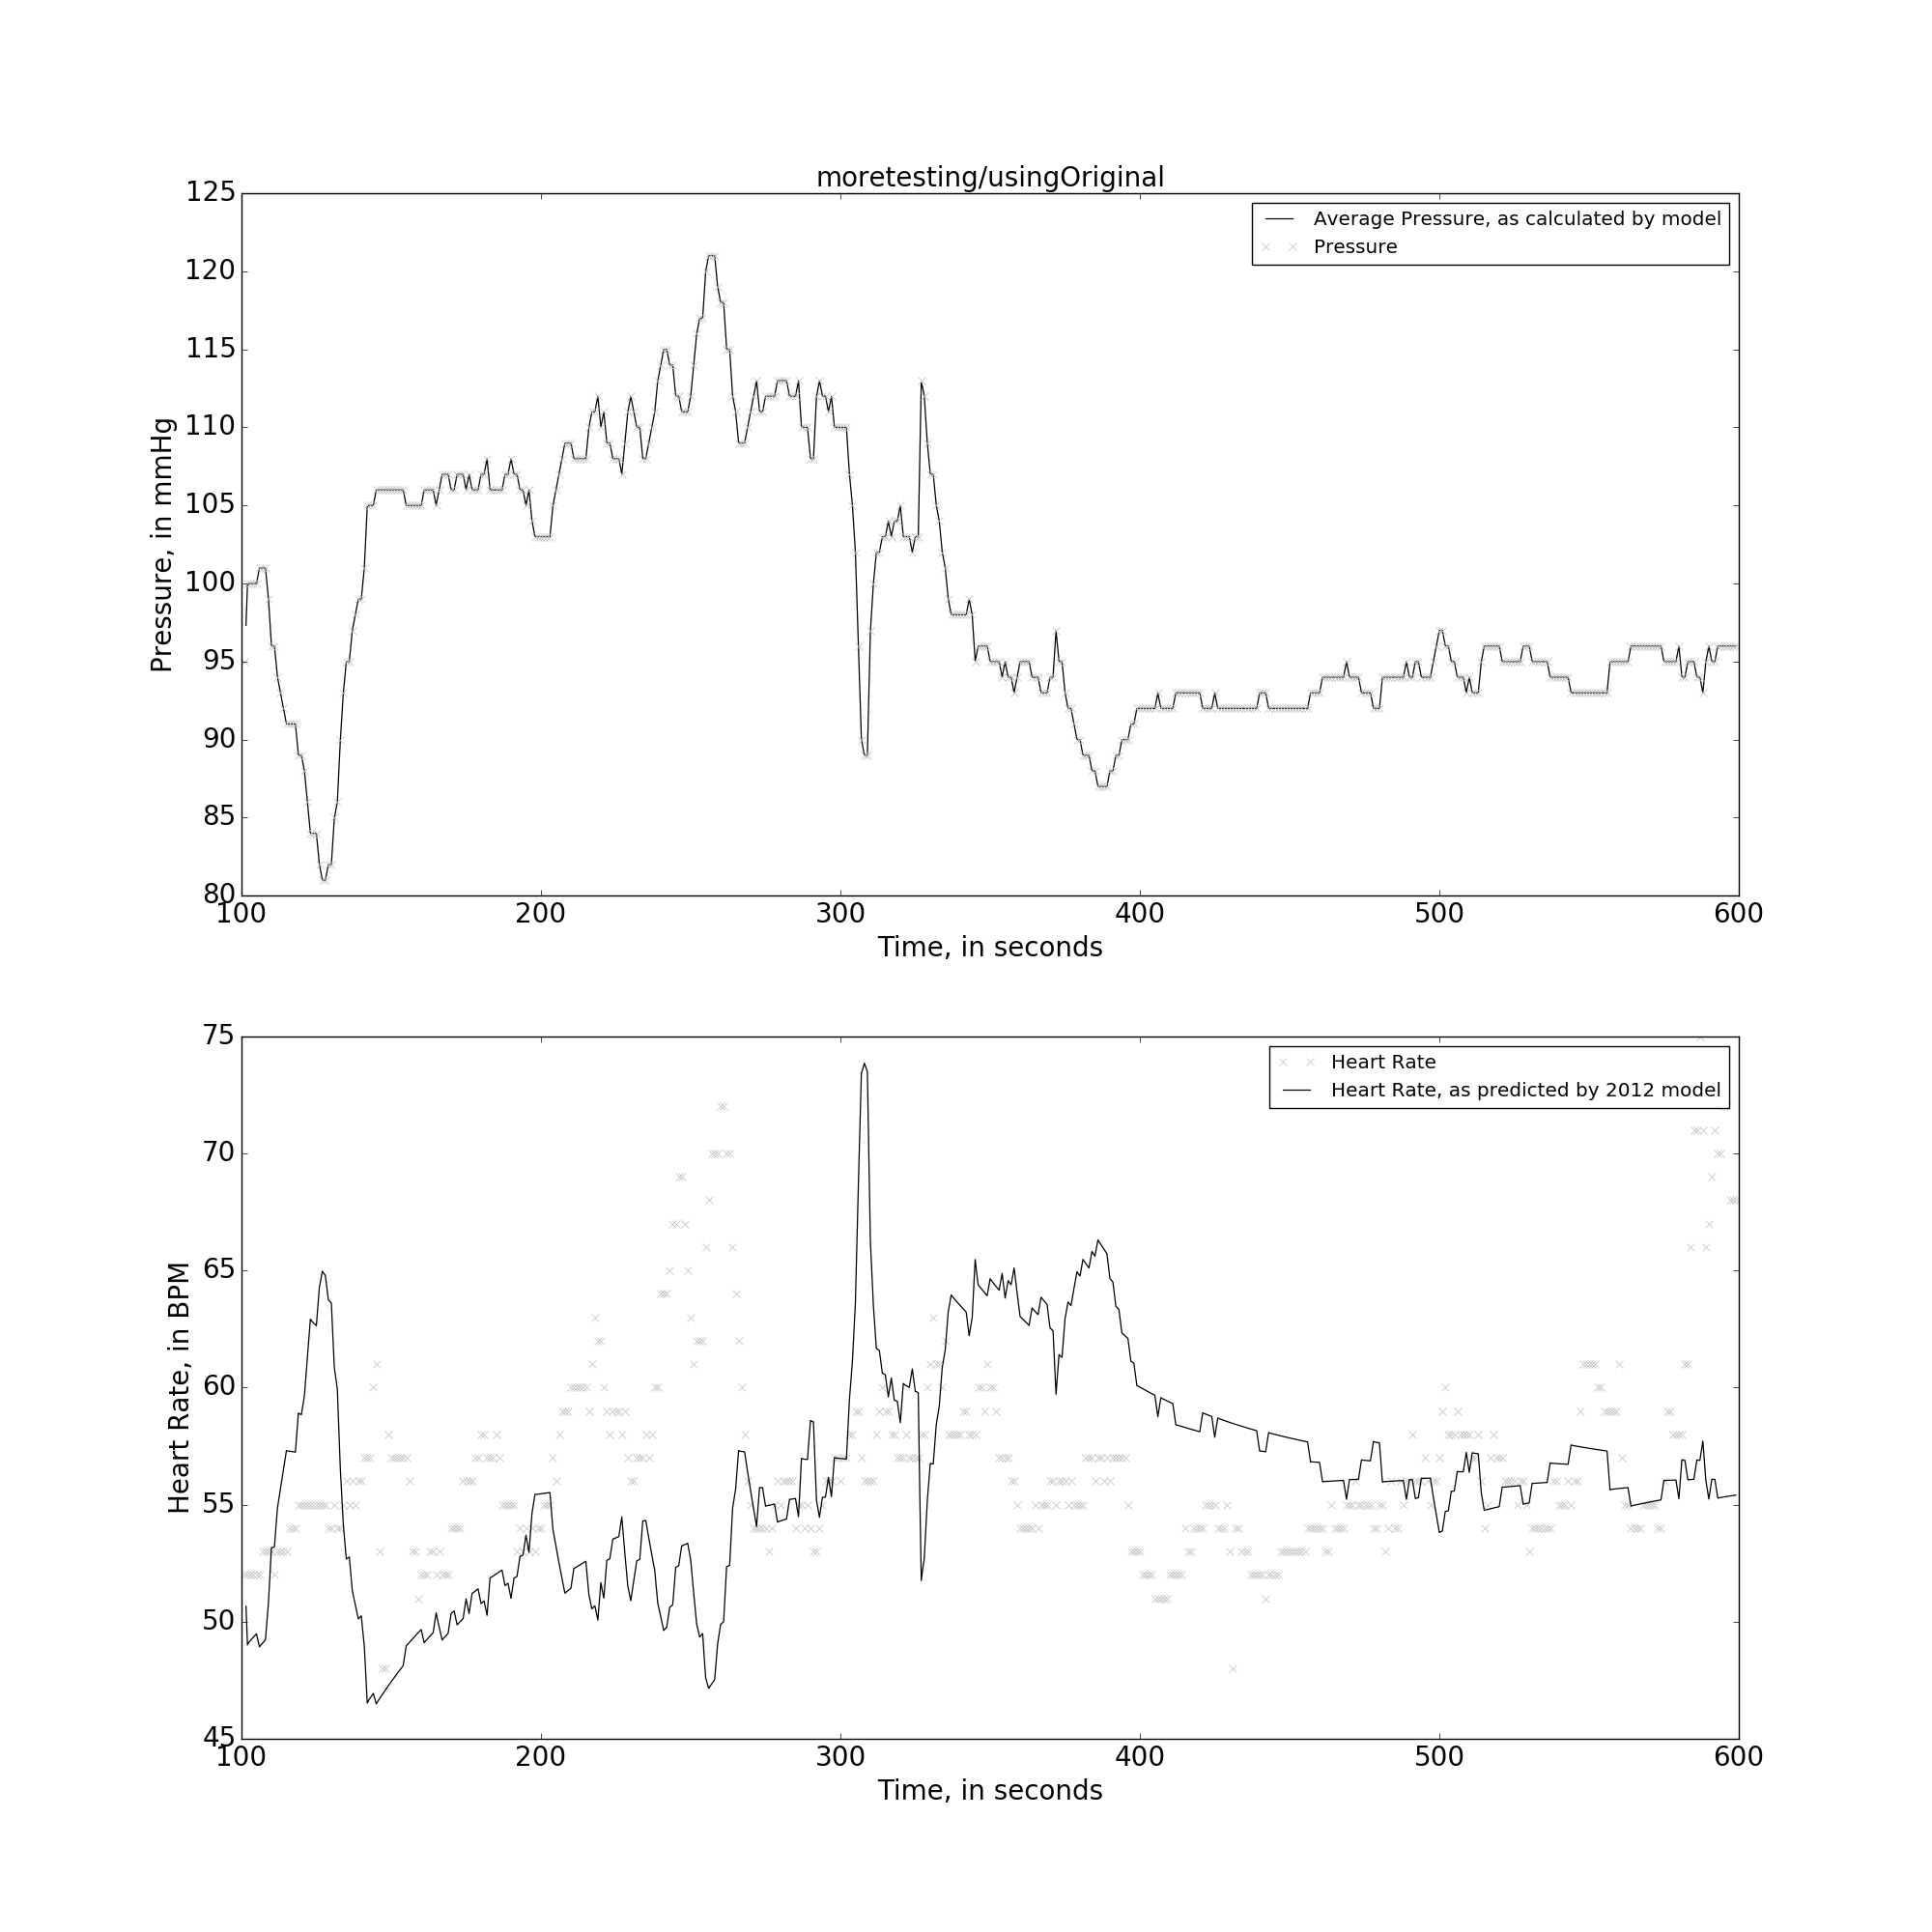 moretesting/usingOriginal
125
120
115
110
105
100
95
90
85
80
Pressure, in mmHg
Average Pressure, as calculated by model
Pressure
100 200 300 400 500 600
Time, in seconds
75
70
65
60
55
50
45
Heart Rate, in BPM
Heart Rate
Heart Rate, as predicted by 2012 model
100 200 300 400 500 600
Time, in seconds